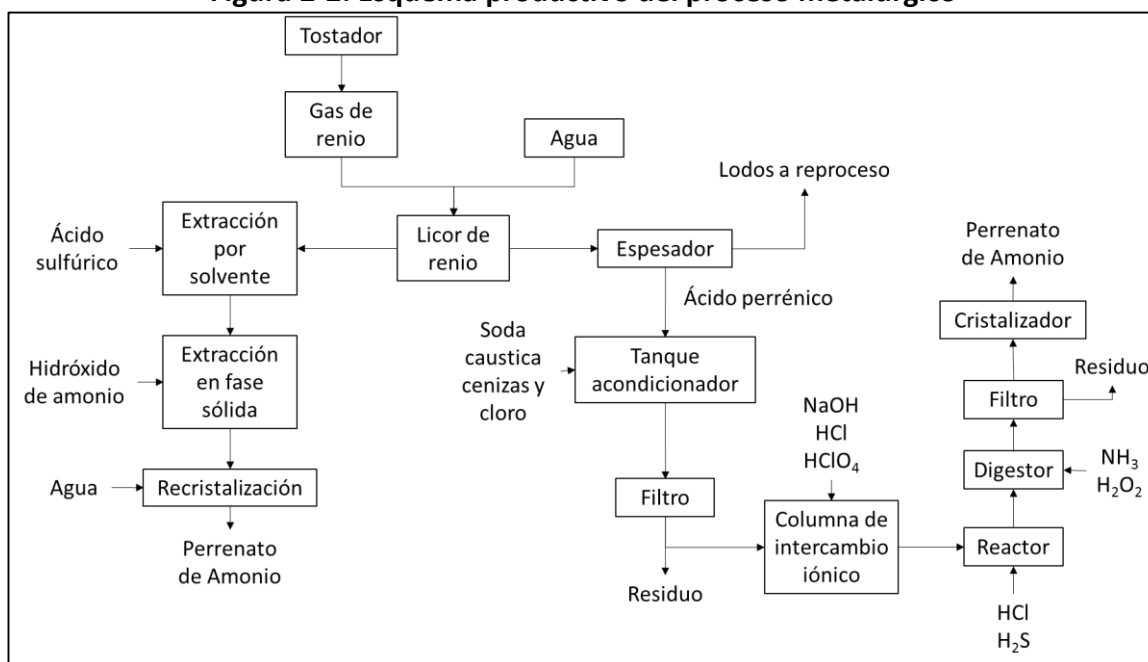 Figura Esquema productivo del proceso metalúrgico
Tostador
Gas de
renio
Agua
Lodos a reproceso
Ácido
sulfúrico
Extracción
por
solvente
Licor de
renio
Espesador
Perrenato
de Amonio
Ácido perrénico
Cristalizador
Hidróxido
de amonio
Extracción
en fase
sólida
Soda
caustica
cenizas y
cloro
Tanque
acondicionador
Residuo
Filtro
NaOH
HCl
HClO₄
Digestor
NH₃
H₂O₂
Agua
Recristalización
Filtro
Columna de
intercambio
iónico
Reactor
Perrenato
de Amonio
Residuo
HCl
H₂S